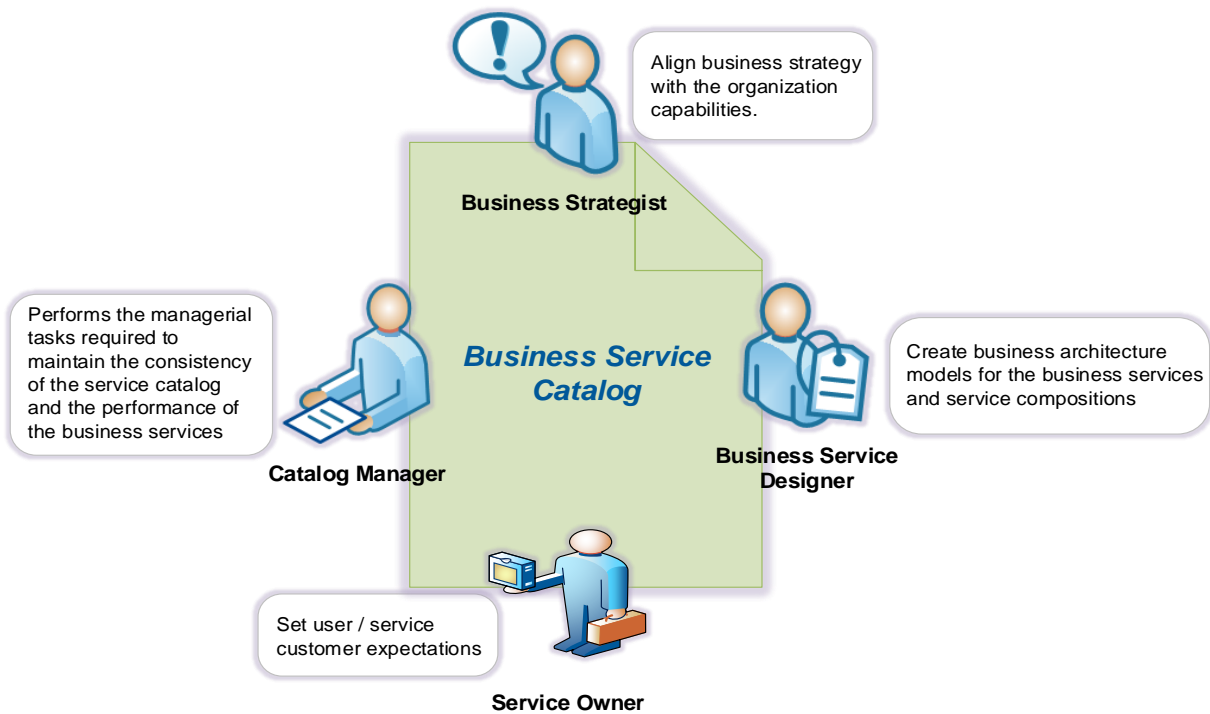 Align business strategy
with the organization
capabilities.
Business Strategist
Performs the managerial
tasks required to
maintain the consistency
of the service catalog
and the performance of
the business services
Catalog Manager
Business Service
Catalog
Create business architecture
models for the business services
and service compositions
Business Service
Designer
Set user / service
customer expectations
Service Owner